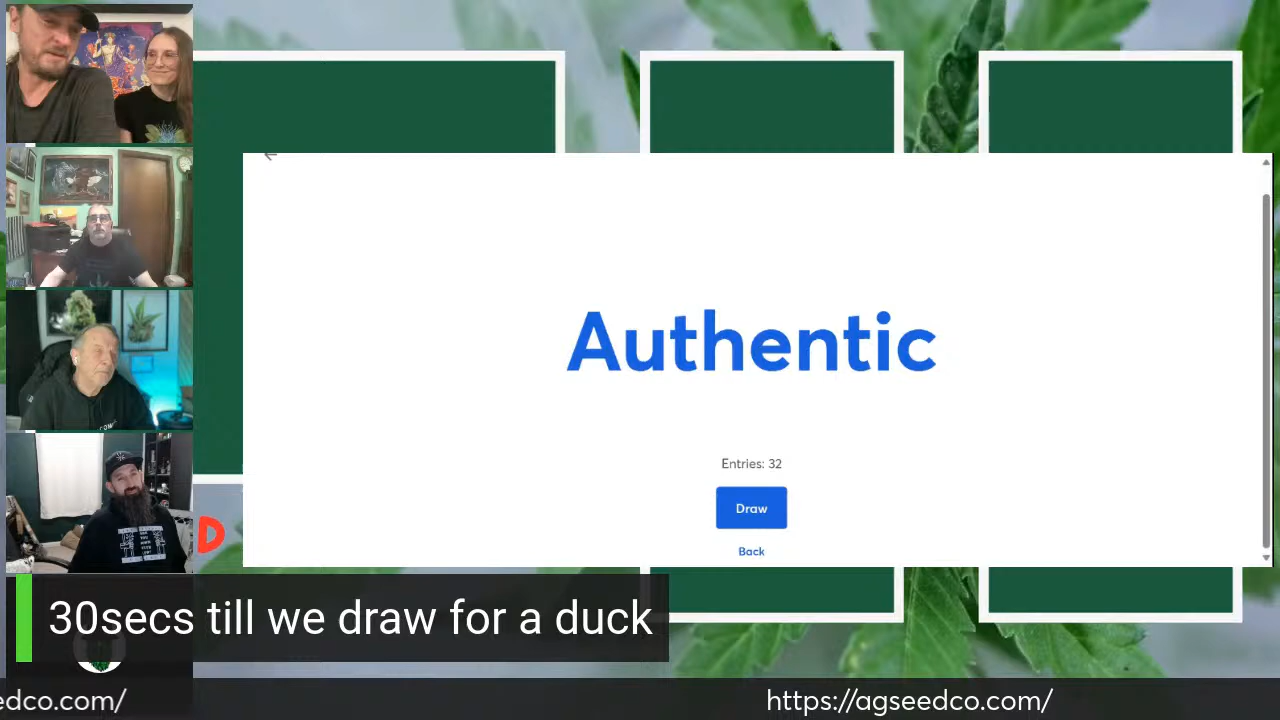 Authentic
Entries: 32
Draw
Back
D
30secs till we draw for a duck
edco.com/
https://agseedco.com/